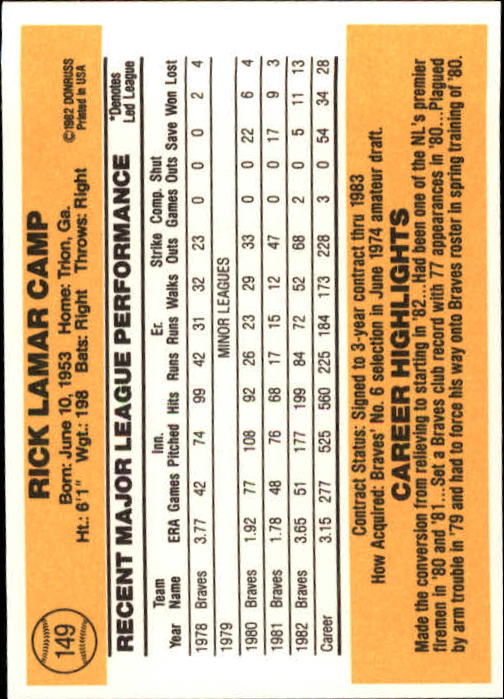 149
RICK LAMAR CAMP
Born: June 10, 1953 Home: Trion, Ga.
Ht.: 6'1" Wgt.: 198 Bats: Right Throws: Right
©1982 DONRUSS
Printed in USA
RECENT MAJOR LEAGUE PERFORMANCE
*Denotes
Led League
Team Inn. Er. Strike Comp. Shut
Year Name ERA Games Pitched Hits Runs Runs Walks Outs Games Outs Save Won Lost
1978 Braves 3.77 42 74 99 42 31 32 23 0 0 0 2 4
1979 MINOR LEAGUES
1980 Braves 1.92 77 108 92 26 23 29 33 0 0 22 6 4
1981 Braves 1.78 48 76 68 17 15 12 47 0 0 17 9 3
1982 Braves 3.65 51 177 199 84 72 52 68 2 0 5 11 13
Career 3.15 277 525 560 225 184 173 228 3 0 54 34 28
Contract Status: Signed to 3-year contract thru 1983
How Acquired: Braves' No. 6 selection in June 1974 amateur draft.
CAREER HIGHLIGHTS
Made the conversion from relieving to starting in '82...Had been one of the NL's premier
firemen in '80 and '81...Set a Braves club record with 77 appearances in '80...Plagued
by arm trouble in '79 and had to force his way onto Braves roster in spring training of '80.